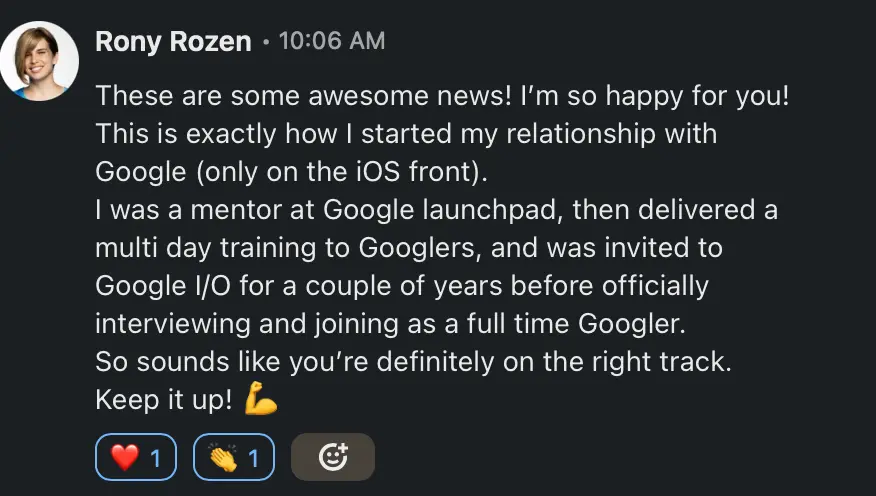 Rony Rozen • 10:06 AM
These are some awesome news! I’m so happy for you!
This is exactly how I started my relationship with
Google (only on the iOS front).
I was a mentor at Google launchpad, then delivered a
multi day training to Googlers, and was invited to
Google I/O for a couple of years before officially
interviewing and joining as a full time Googler.
So sounds like you’re definitely on the right track.
Keep it up! 💪
❤️ 1 👏 1